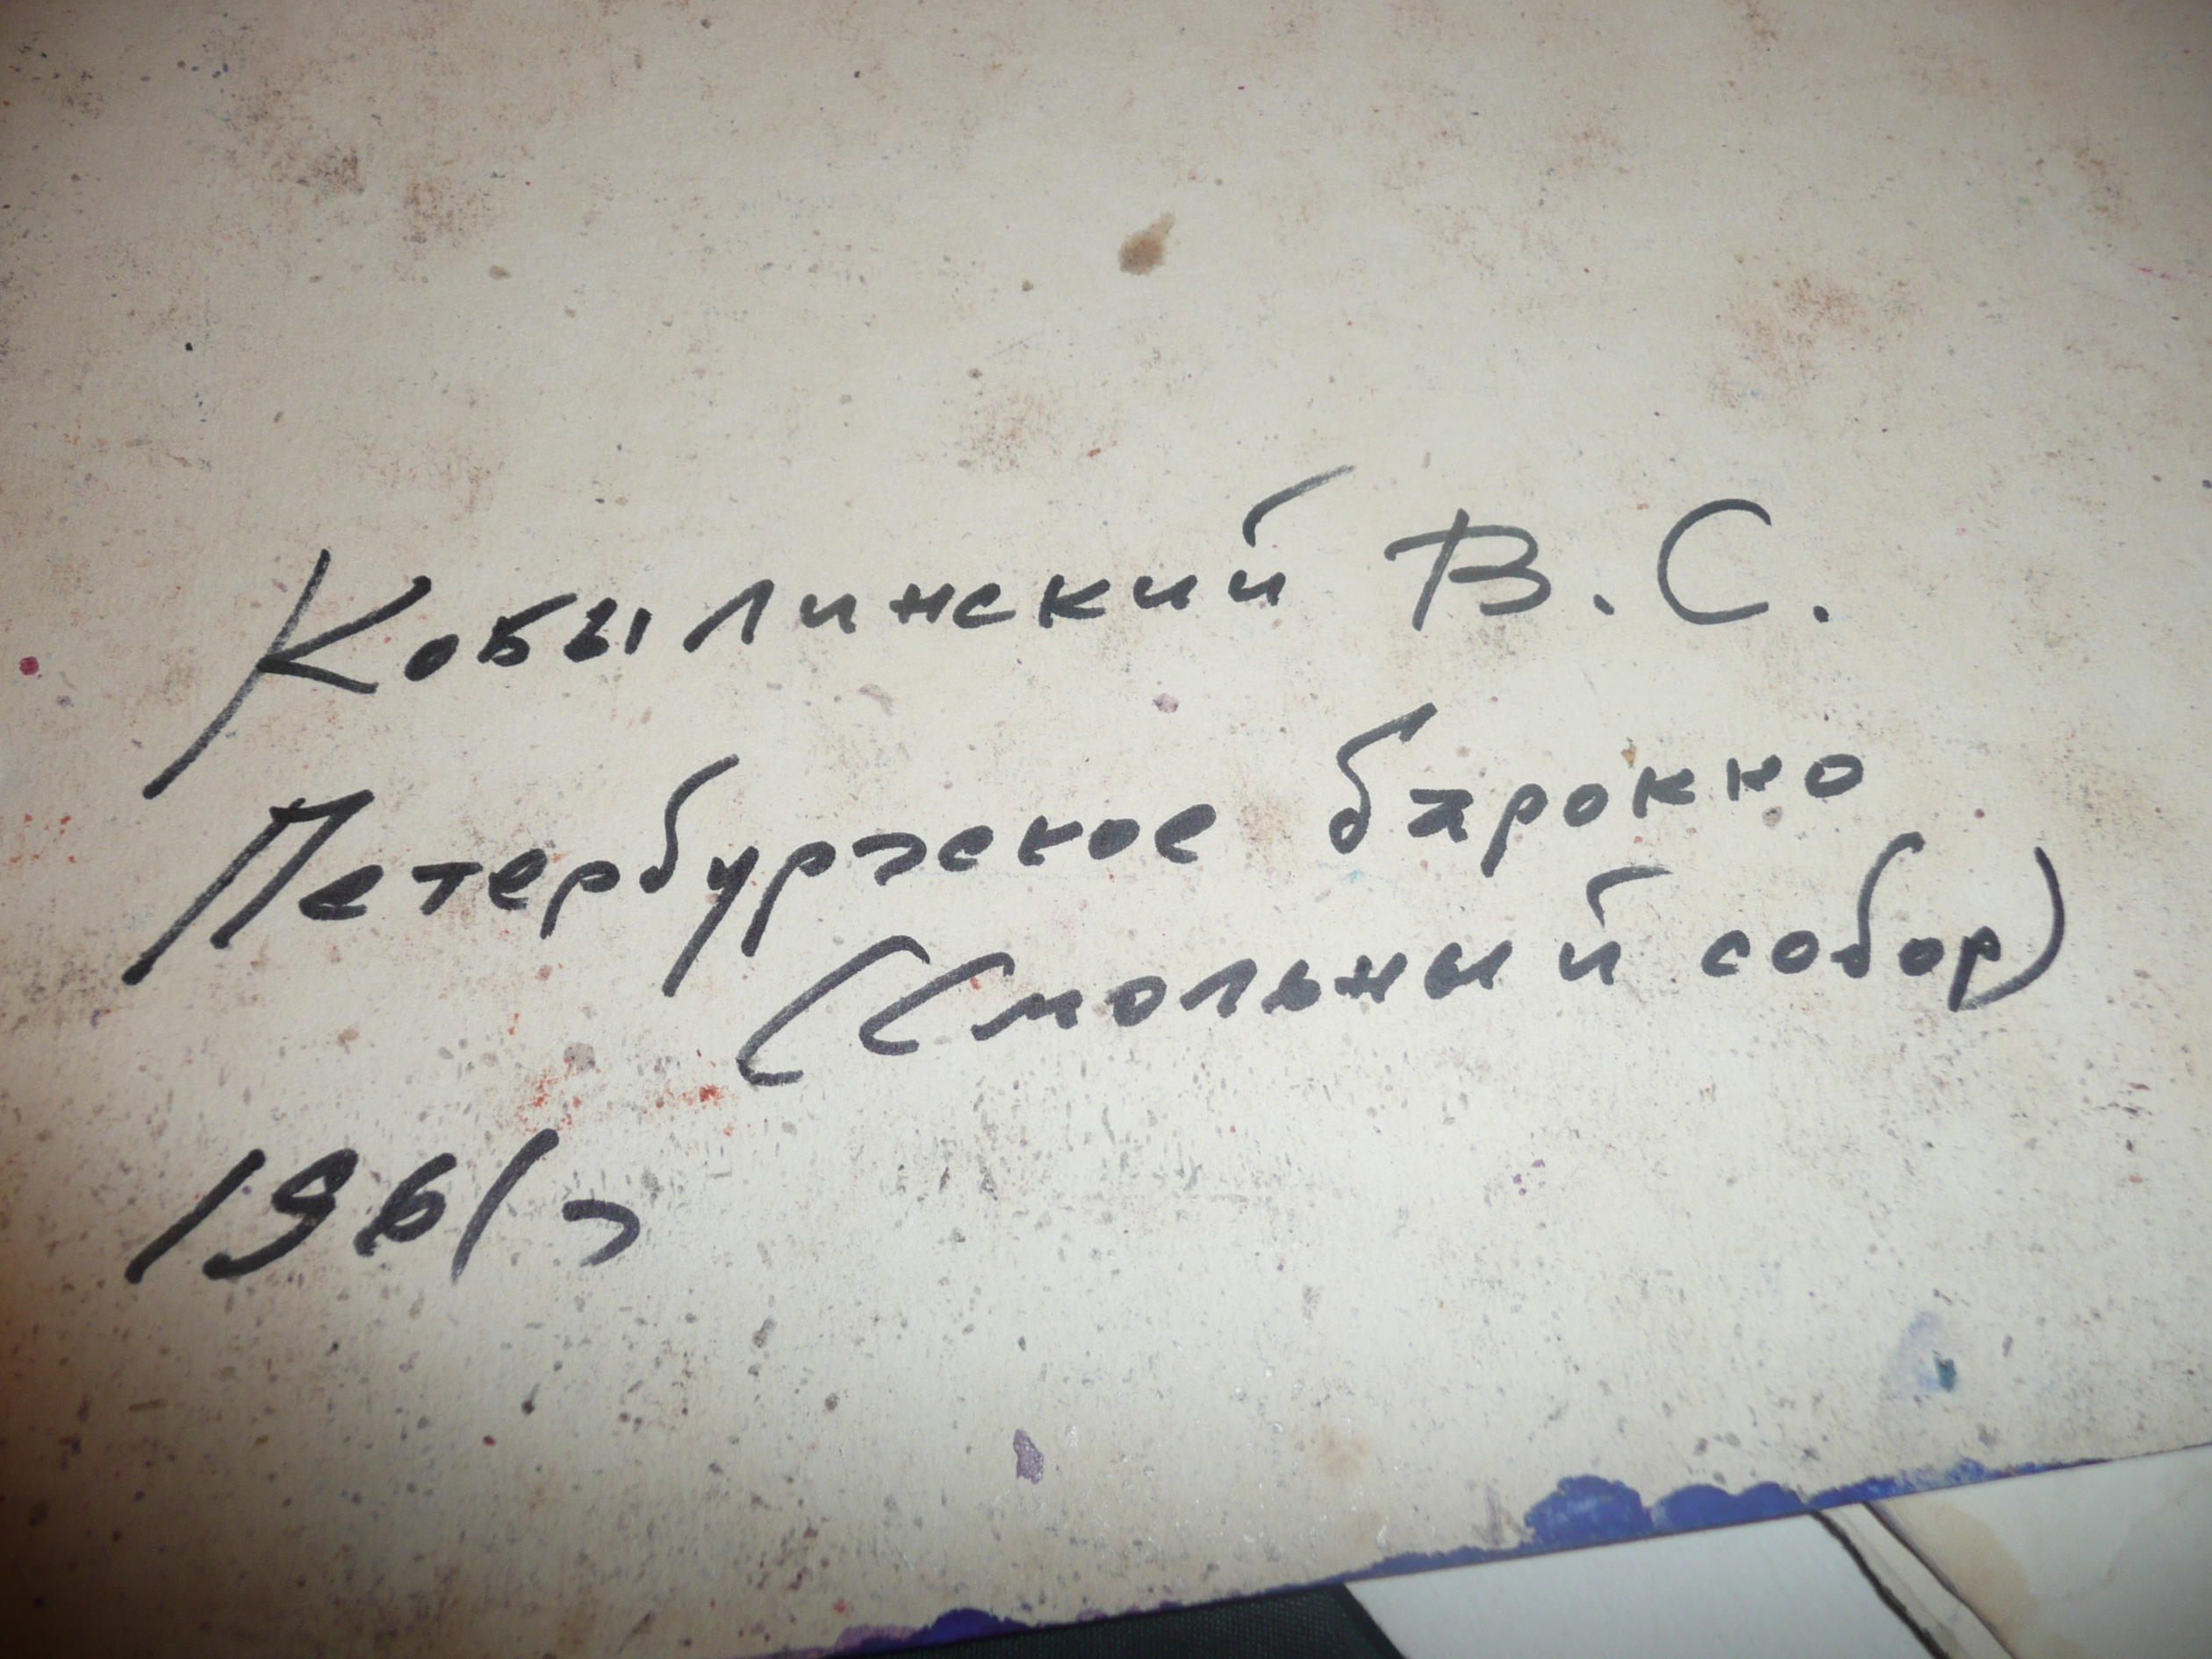 Кобылинский В. С.
Петербургское барокко
(Смольный собор)
1961 г